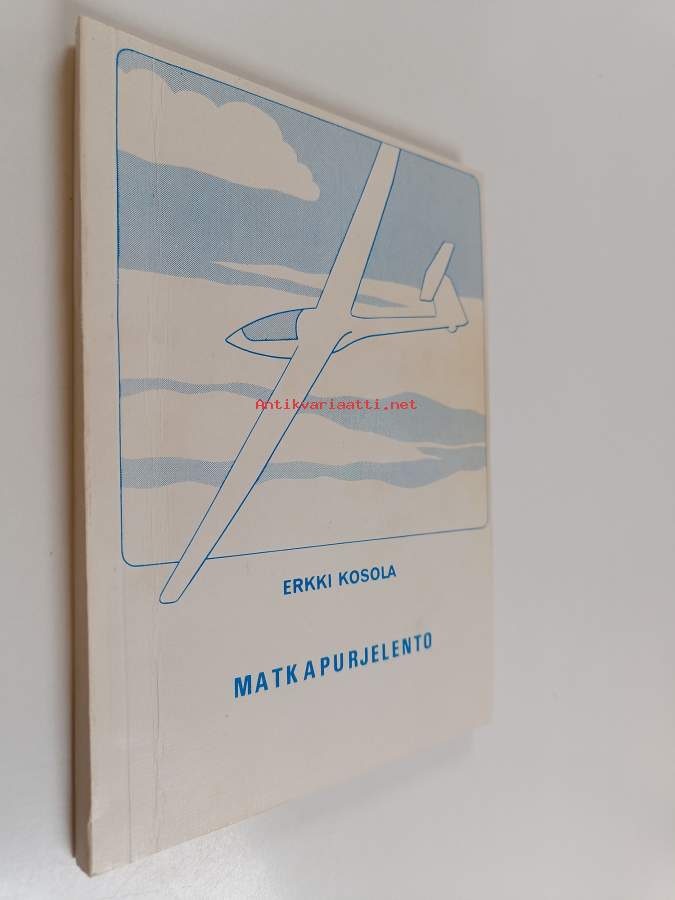 Antikvariaatti.net
ERKKI KOSOLA
MATKAPURJELENTO